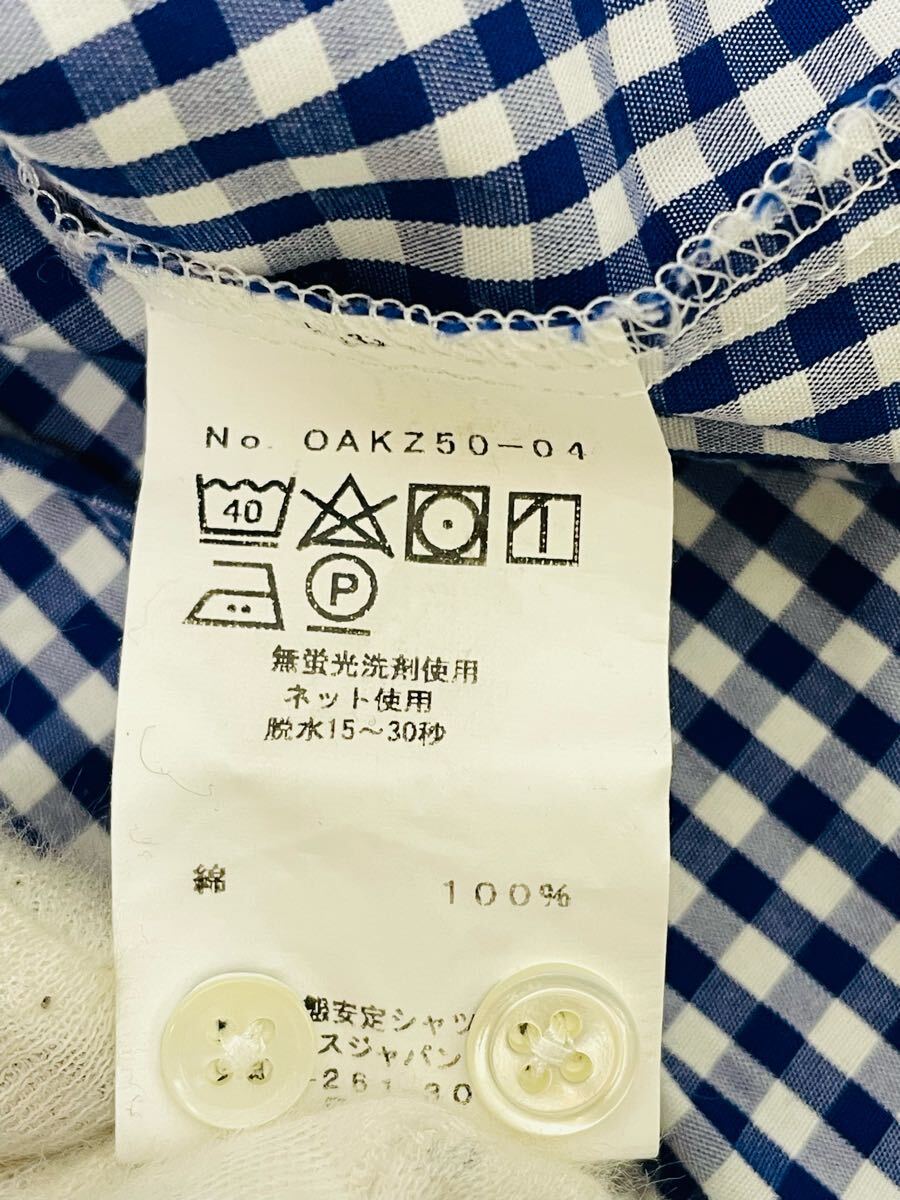 No. OAKZ50-04
40
P
無蛍光洗剤使用
ネット使用
脱水15～30秒
綿 100%
安定シャツ
スジャパン